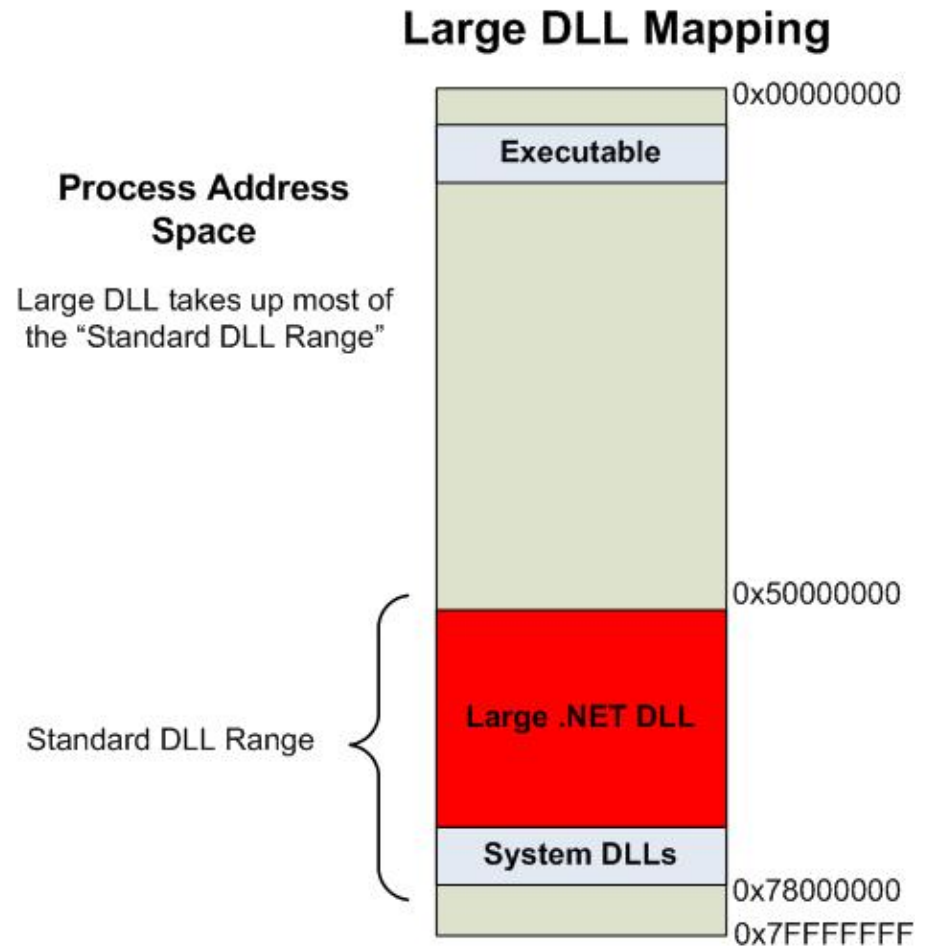 Large DLL Mapping
0x00000000
Executable
Process Address
Space
Large DLL takes up most of
the “Standard DLL Range”
0x50000000
Large .NET DLL
Standard DLL Range
System DLLs
0x78000000
0x7FFFFFFF